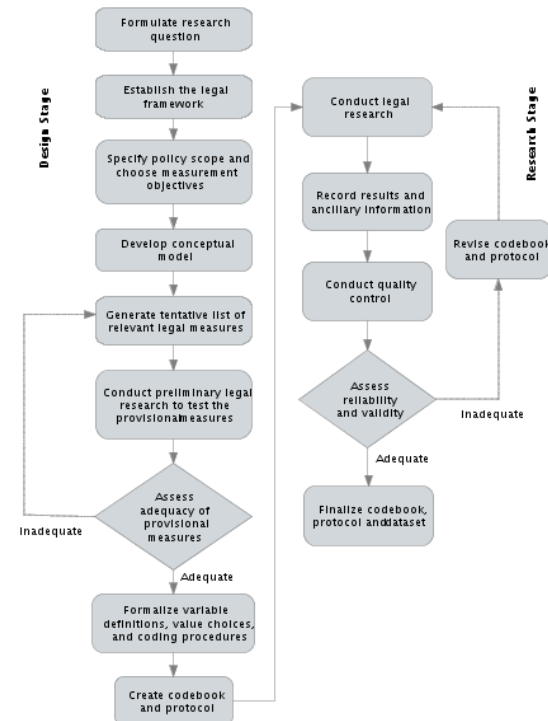 Design Stage
Formulate research
question
Establish the legal
framework
Specify policy scope and
choose measurement
objectives
Develop conceptual
model
Generate tentative list of
relevant legal measures
Conduct preliminary legal
research to test the
provisionalmeasures
Assess
adequacy of
provisional
measures
Inadequate
Adequate
Formalize variable
definitions, value choices,
and coding procedures
Create codebook
and protocol
Research Stage
Conduct legal
research
Record results and
ancillary information
Conduct quality
control
Assess
reliability
and validity
Inadequate
Revise codebook
and protocol
Adequate
Finalize codebook,
protocol anddataset